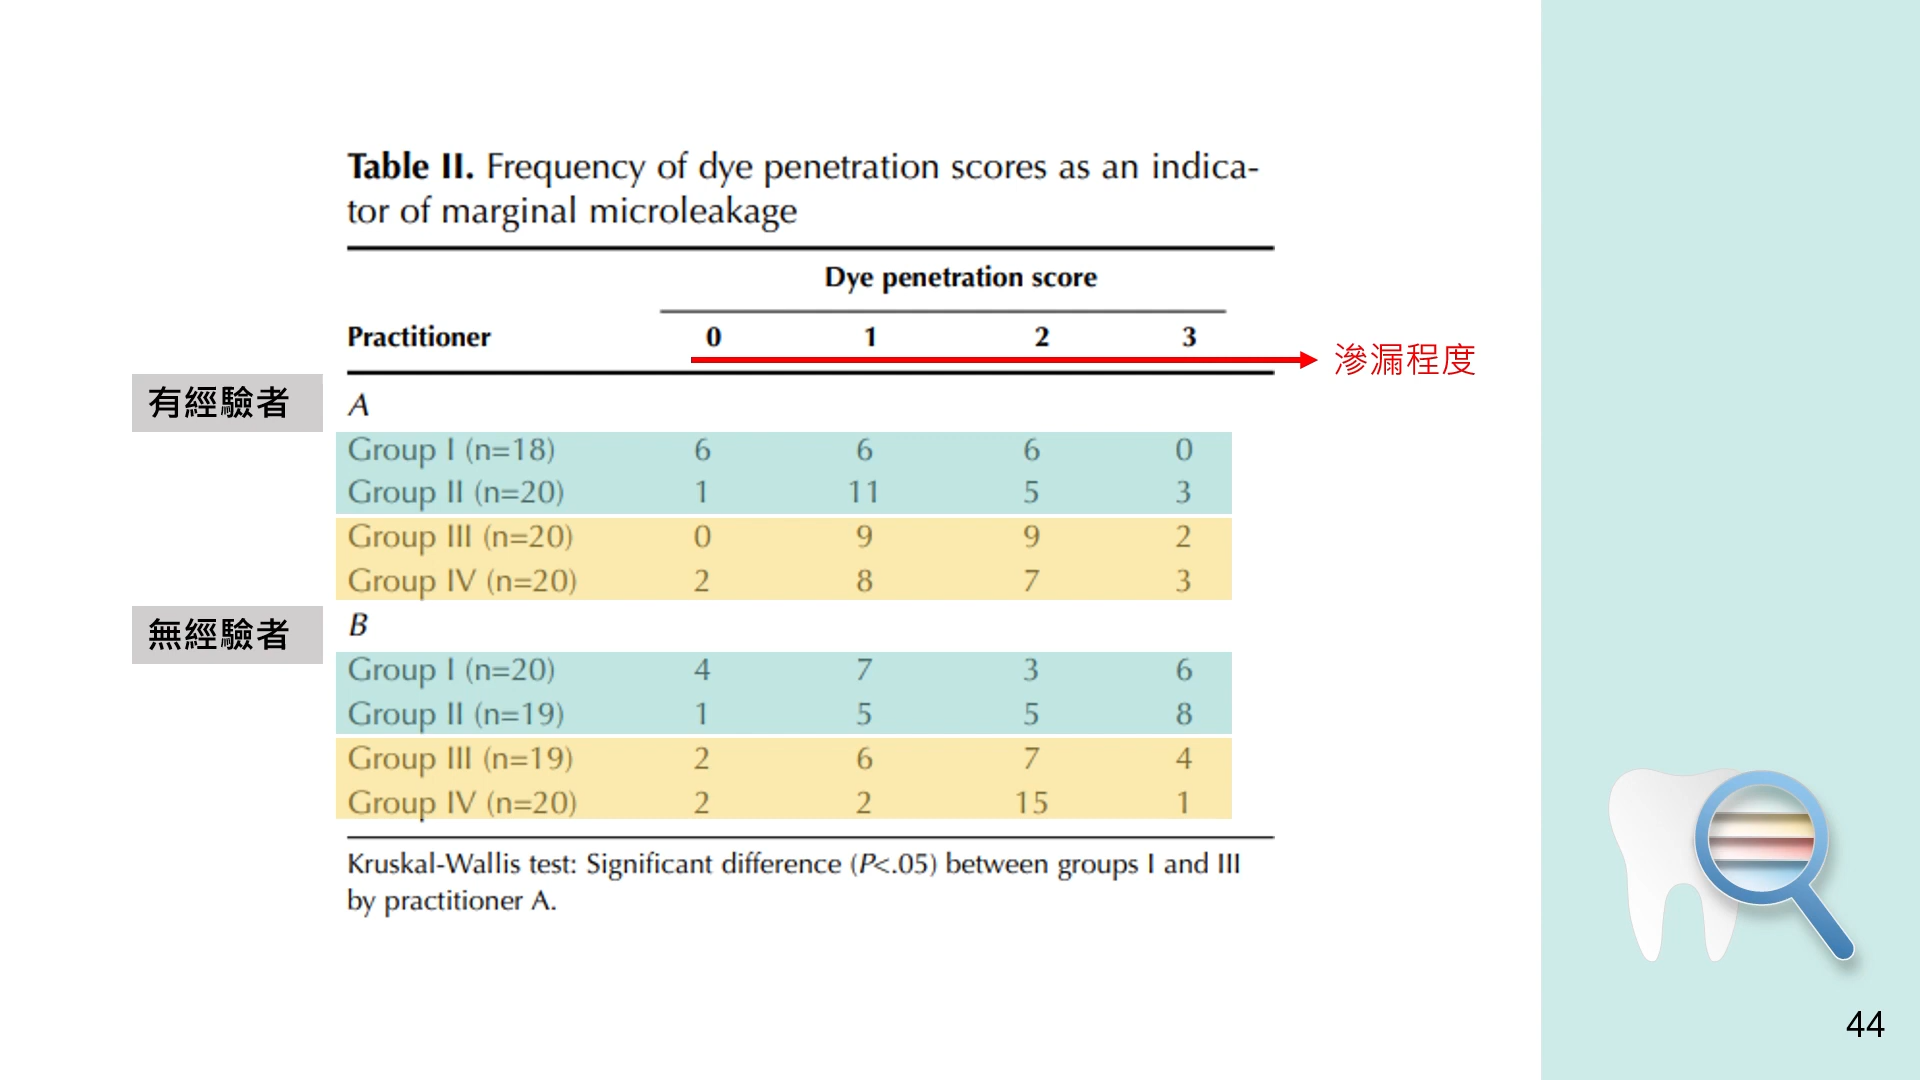 Table II. Frequency of dye penetration scores as an indica-
tor of marginal microleakage
Dye penetration score
Practitioner 0 1 2 3
滲漏程度
有經驗者 A
Group I (n=18) 6 6 6 0
Group II (n=20) 1 11 5 3
Group III (n=20) 0 9 9 2
Group IV (n=20) 2 8 7 3
無經驗者 B
Group I (n=20) 4 7 3 6
Group II (n=19) 1 5 5 8
Group III (n=19) 2 6 7 4
Group IV (n=20) 2 2 15 1
Kruskal-Wallis test: Significant difference (P<.05) between groups I and III
by practitioner A.
44